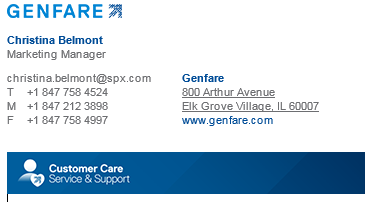 GENFARE
Christina Belmont
Marketing Manager
christina.belmont@spx.com
T +1 847 758 4524
M +1 847 212 3898
F +1 847 758 4997
Genfare
800 Arthur Avenue
Elk Grove Village, IL 60007
www.genfare.com
Customer Care
Service & Support